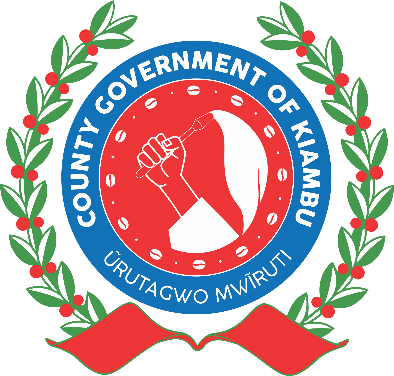 COUNTY GOVERNMENT OF KIAMBU
ŨRUTAGWO MWĨRUTI